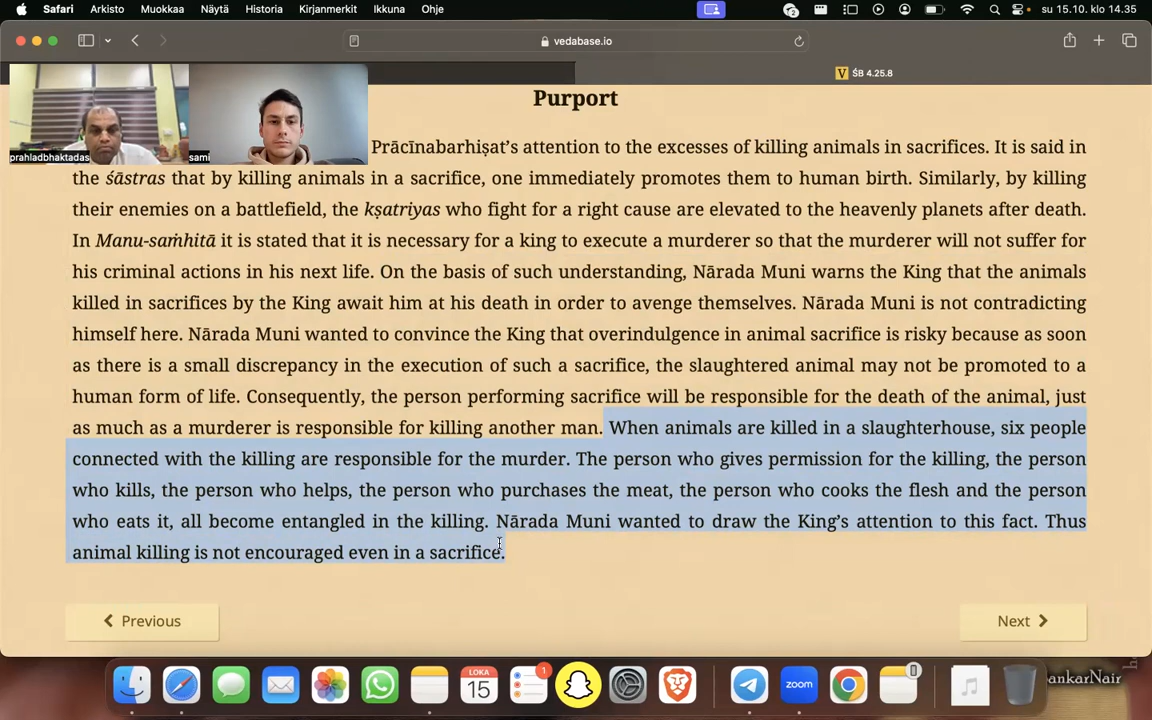 Safari Arkisto Muokkaa Näytä Historia Kirjanmerkit Ikkuna Ohje su 15.10. klo 14.35
vedabase.io
V ŚB 4.25.8
prahladbhaktadas
sami
Purport
Prācīnabarhiṣat’s attention to the excesses of killing animals in sacrifices. It is said in
the śāstras that by killing animals in a sacrifice, one immediately promotes them to human birth. Similarly, by killing
their enemies on a battlefield, the kṣatriyas who fight for a right cause are elevated to the heavenly planets after death.
In Manu-saṁhitā it is stated that it is necessary for a king to execute a murderer so that the murderer will not suffer for
his criminal actions in his next life. On the basis of such understanding, Nārada Muni warns the King that the animals
killed in sacrifices by the King await him at his death in order to avenge themselves. Nārada Muni is not contradicting
himself here. Nārada Muni wanted to convince the King that overindulgence in animal sacrifice is risky because as soon
as there is a small discrepancy in the execution of such a sacrifice, the slaughtered animal may not be promoted to a
human form of life. Consequently, the person performing sacrifice will be responsible for the death of the animal, just
as much as a murderer is responsible for killing another man. When animals are killed in a slaughterhouse, six people
connected with the killing are responsible for the murder. The person who gives permission for the killing, the person
who kills, the person who helps, the person who purchases the meat, the person who cooks the flesh and the person
who eats it, all become entangled in the killing. Nārada Muni wanted to draw the King’s attention to this fact. Thus
animal killing is not encouraged even in a sacrifice.
Previous
Next
LOKA
15
1
zoom
ankarNair